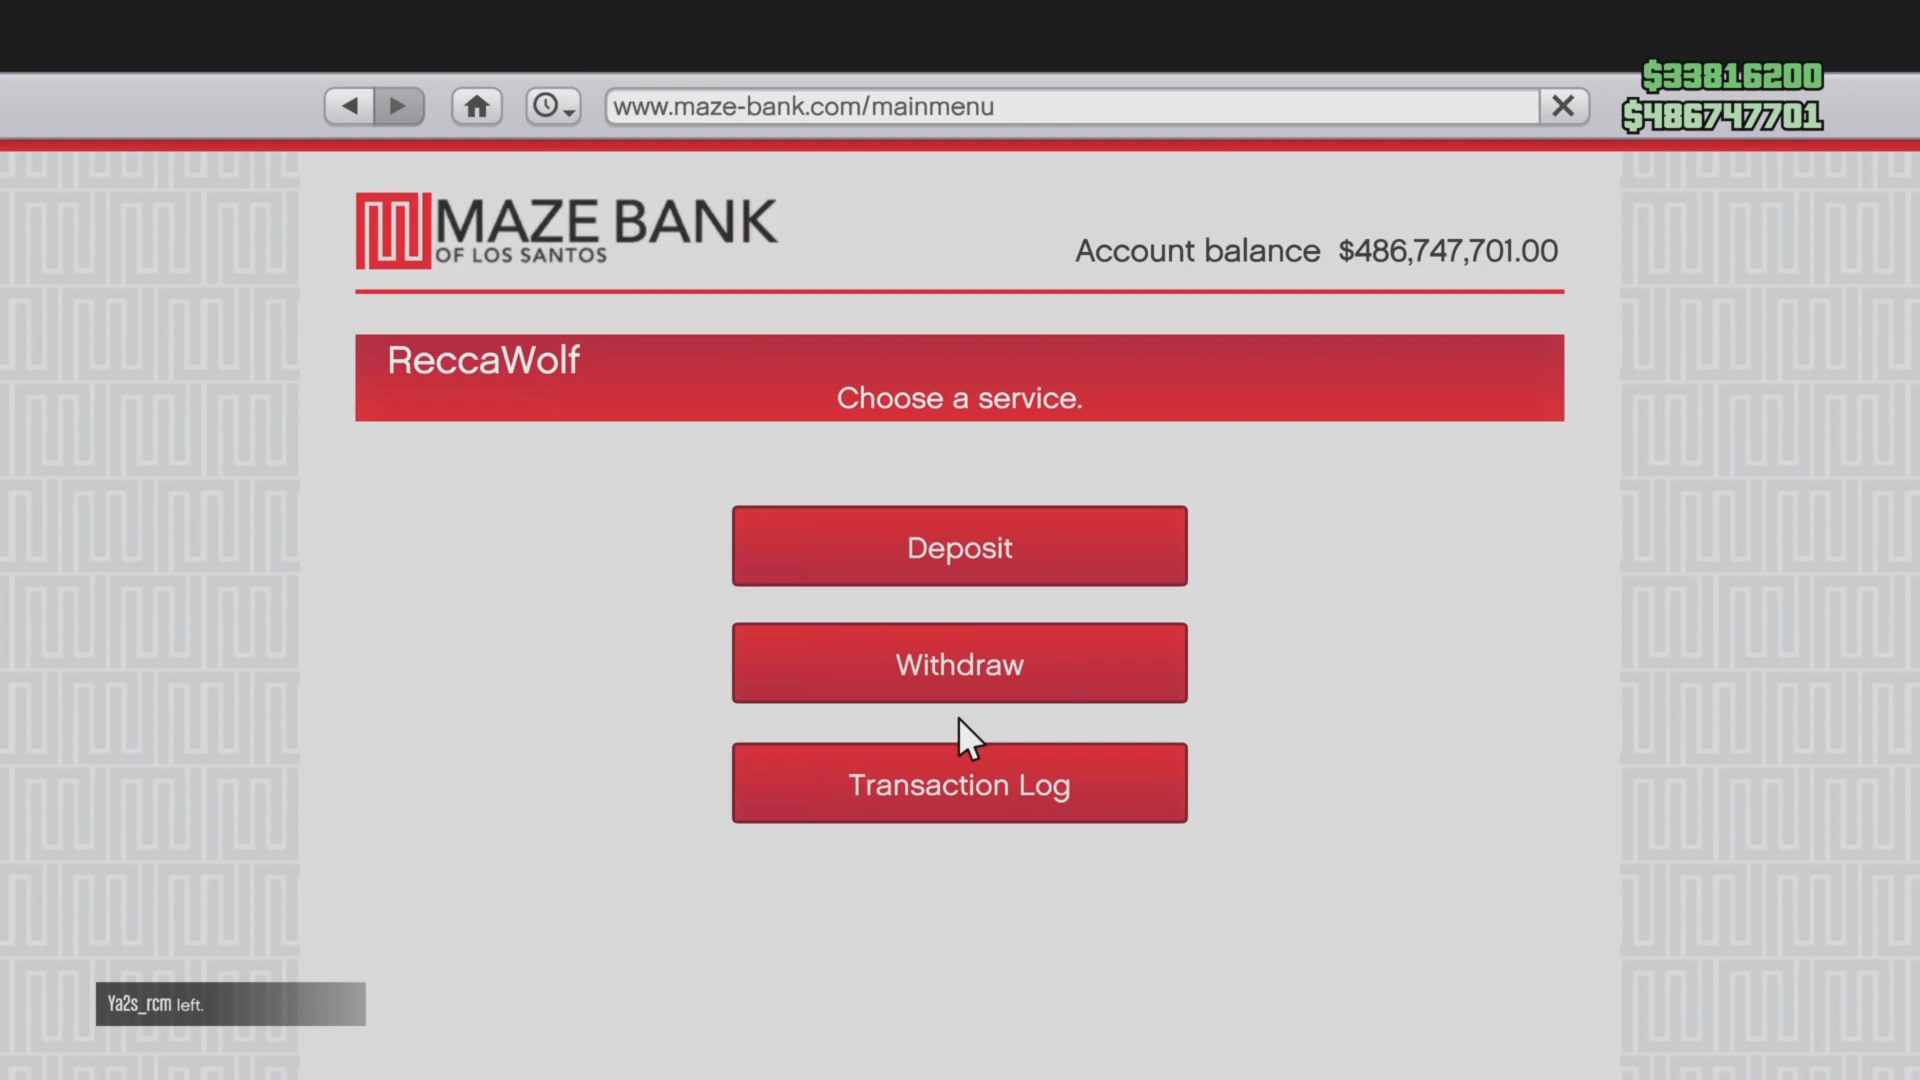 $33816200
www.maze-bank.com/mainmenu
$486747701
MAZE BANK
OF LOS SANTOS
Account balance $486,747,701.00
ReccaWolf
Choose a service.
Deposit
Withdraw
Transaction Log
Ya2s_rcm left.